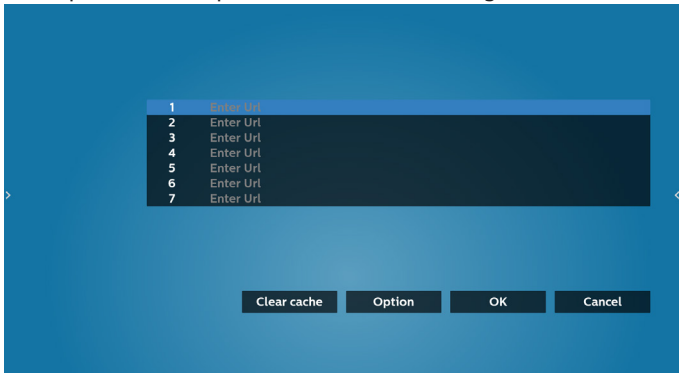 1 Enter Url
2 Enter Url
3 Enter Url
4 Enter Url
5 Enter Url
6 Enter Url
7 Enter Url
Clear cache Option OK Cancel